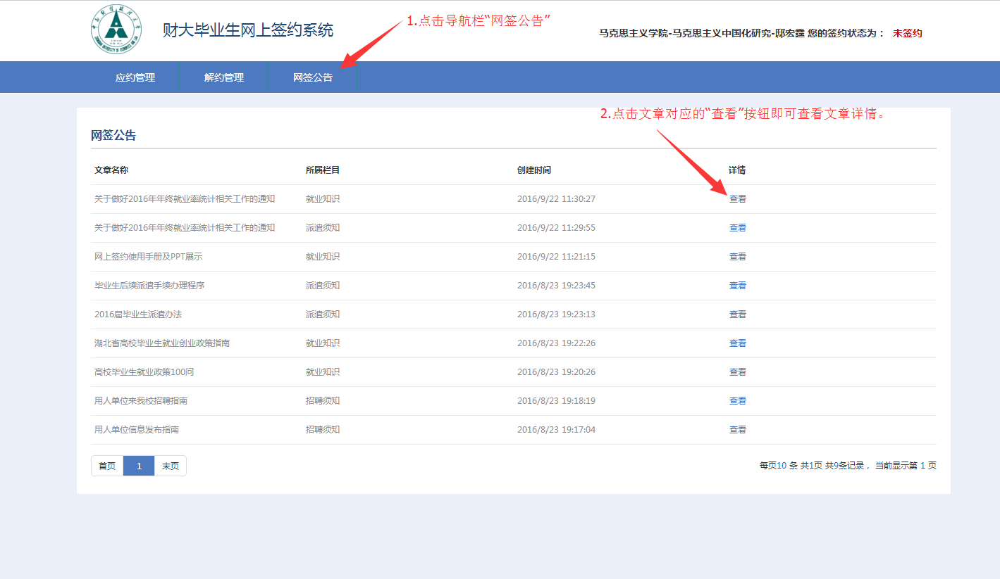 1.点击导航栏“网签公告”
财大毕业生网上签约系统
马克思主义学院-马克思主义中国化研究-邸宏霆 您的签约状态为： 未签约
应约管理 解约管理 网签公告
2.点击文章对应的“查看”按钮即可查看文章详情。
网签公告
文章名称 所属栏目 创建时间 详情
关于做好2016年年终就业率统计相关工作的通知 就业知识 2016/9/22 11:30:27 查看
关于做好2016年年终就业率统计相关工作的通知 派遣须知 2016/9/22 11:29:55 查看
网上签约使用手册及PPT展示 就业知识 2016/9/22 11:21:15 查看
毕业生后续派遣手续办理程序 派遣须知 2016/8/23 19:23:45 查看
2016届毕业生派遣办法 派遣须知 2016/8/23 19:23:13 查看
湖北省高校毕业生就业创业政策指南 就业知识 2016/8/23 19:22:26 查看
高校毕业生就业政策100问 就业知识 2016/8/23 19:20:26 查看
用人单位来我校招聘指南 招聘须知 2016/8/23 19:18:19 查看
用人单位信息发布指南 招聘须知 2016/8/23 19:17:04 查看
首页 1 末页 每页10 条 共1页 共9条记录， 当前显示第 1 页